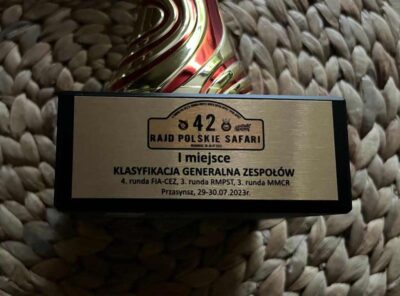 42
RAJD POLSKIE SAFARI
I miejsce
KLASYFIKACJA GENERALNA ZESPOŁÓW
4. runda FIA-CEZ, 3. runda RMPST, 3. runda MMCR
Przasnysz, 29-30.07.2023r.